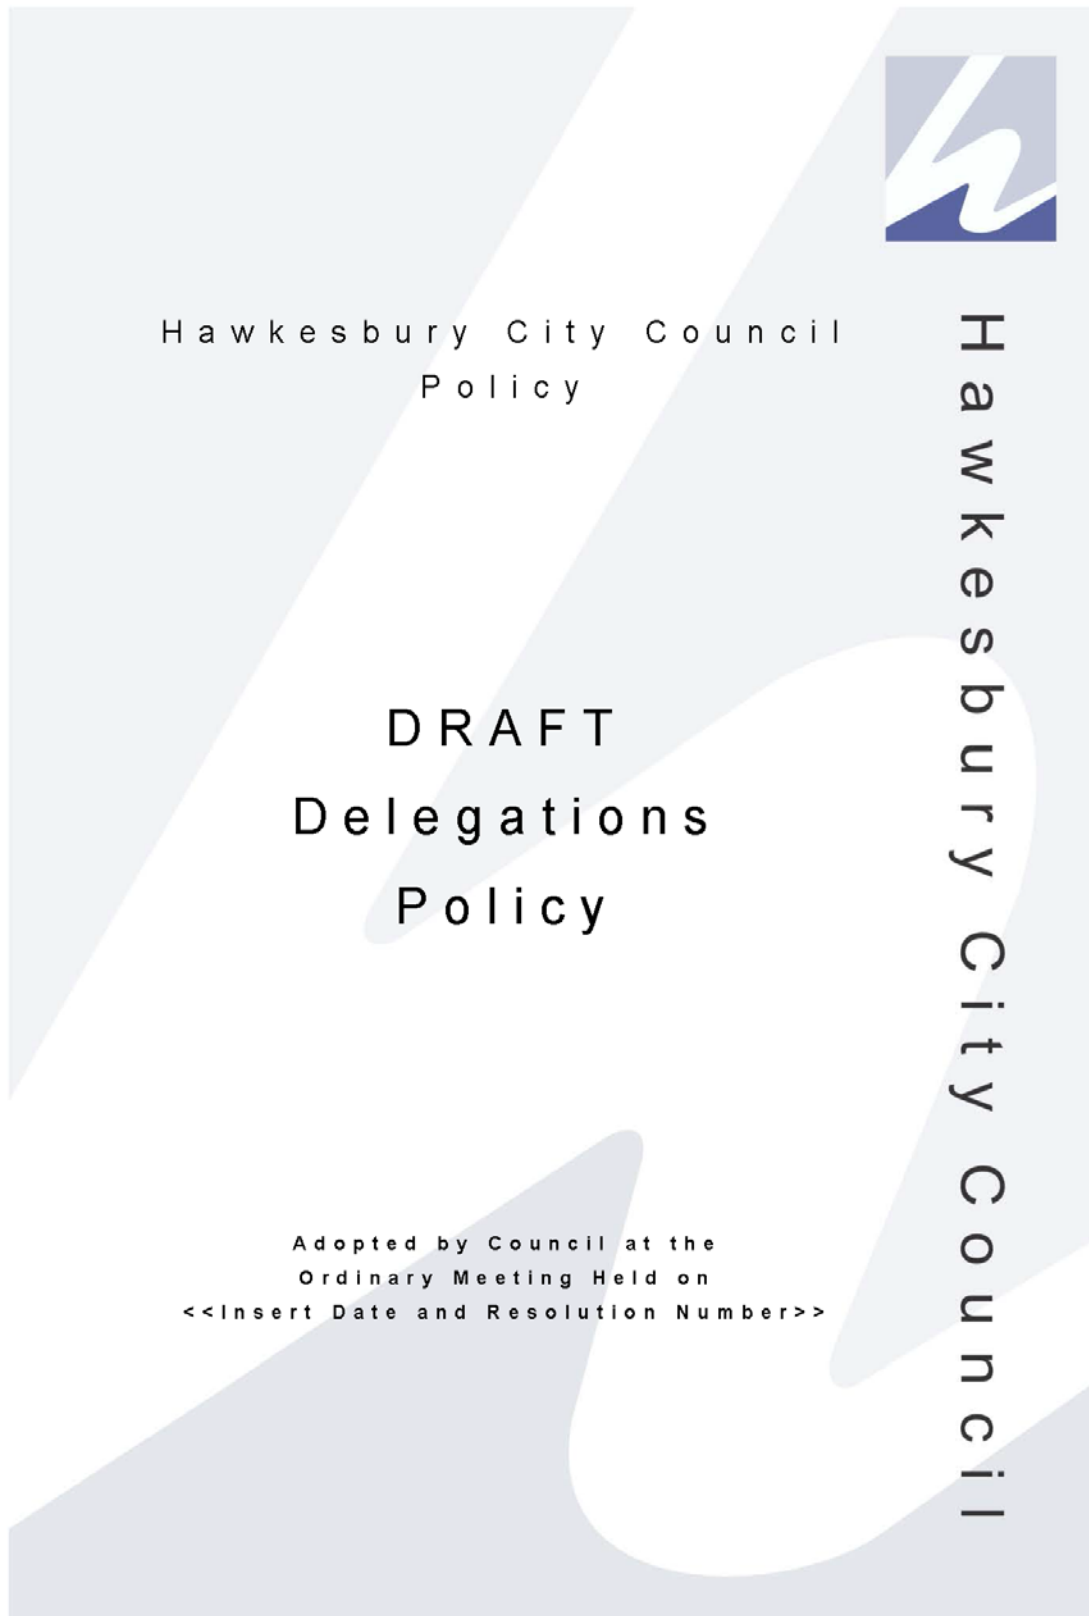 Hawkesbury City Council
Policy
DRAFT
Delegations
Policy
Adopted by Council at the
Ordinary Meeting Held on
<<Insert Date and Resolution Number>>
Hawkesbury City Council